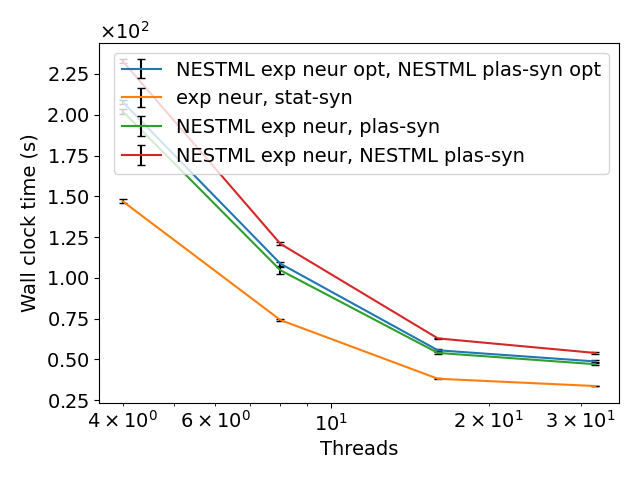 ×10²
NESTML exp neur opt, NESTML plas-syn opt
exp neur, stat-syn
NESTML exp neur, plas-syn
NESTML exp neur, NESTML plas-syn
2.25
2.00
1.75
1.50
1.25
1.00
0.75
0.50
0.25
Wall clock time (s)
4 × 10⁰
6 × 10⁰
10¹
2 × 10¹
3 × 10¹
Threads